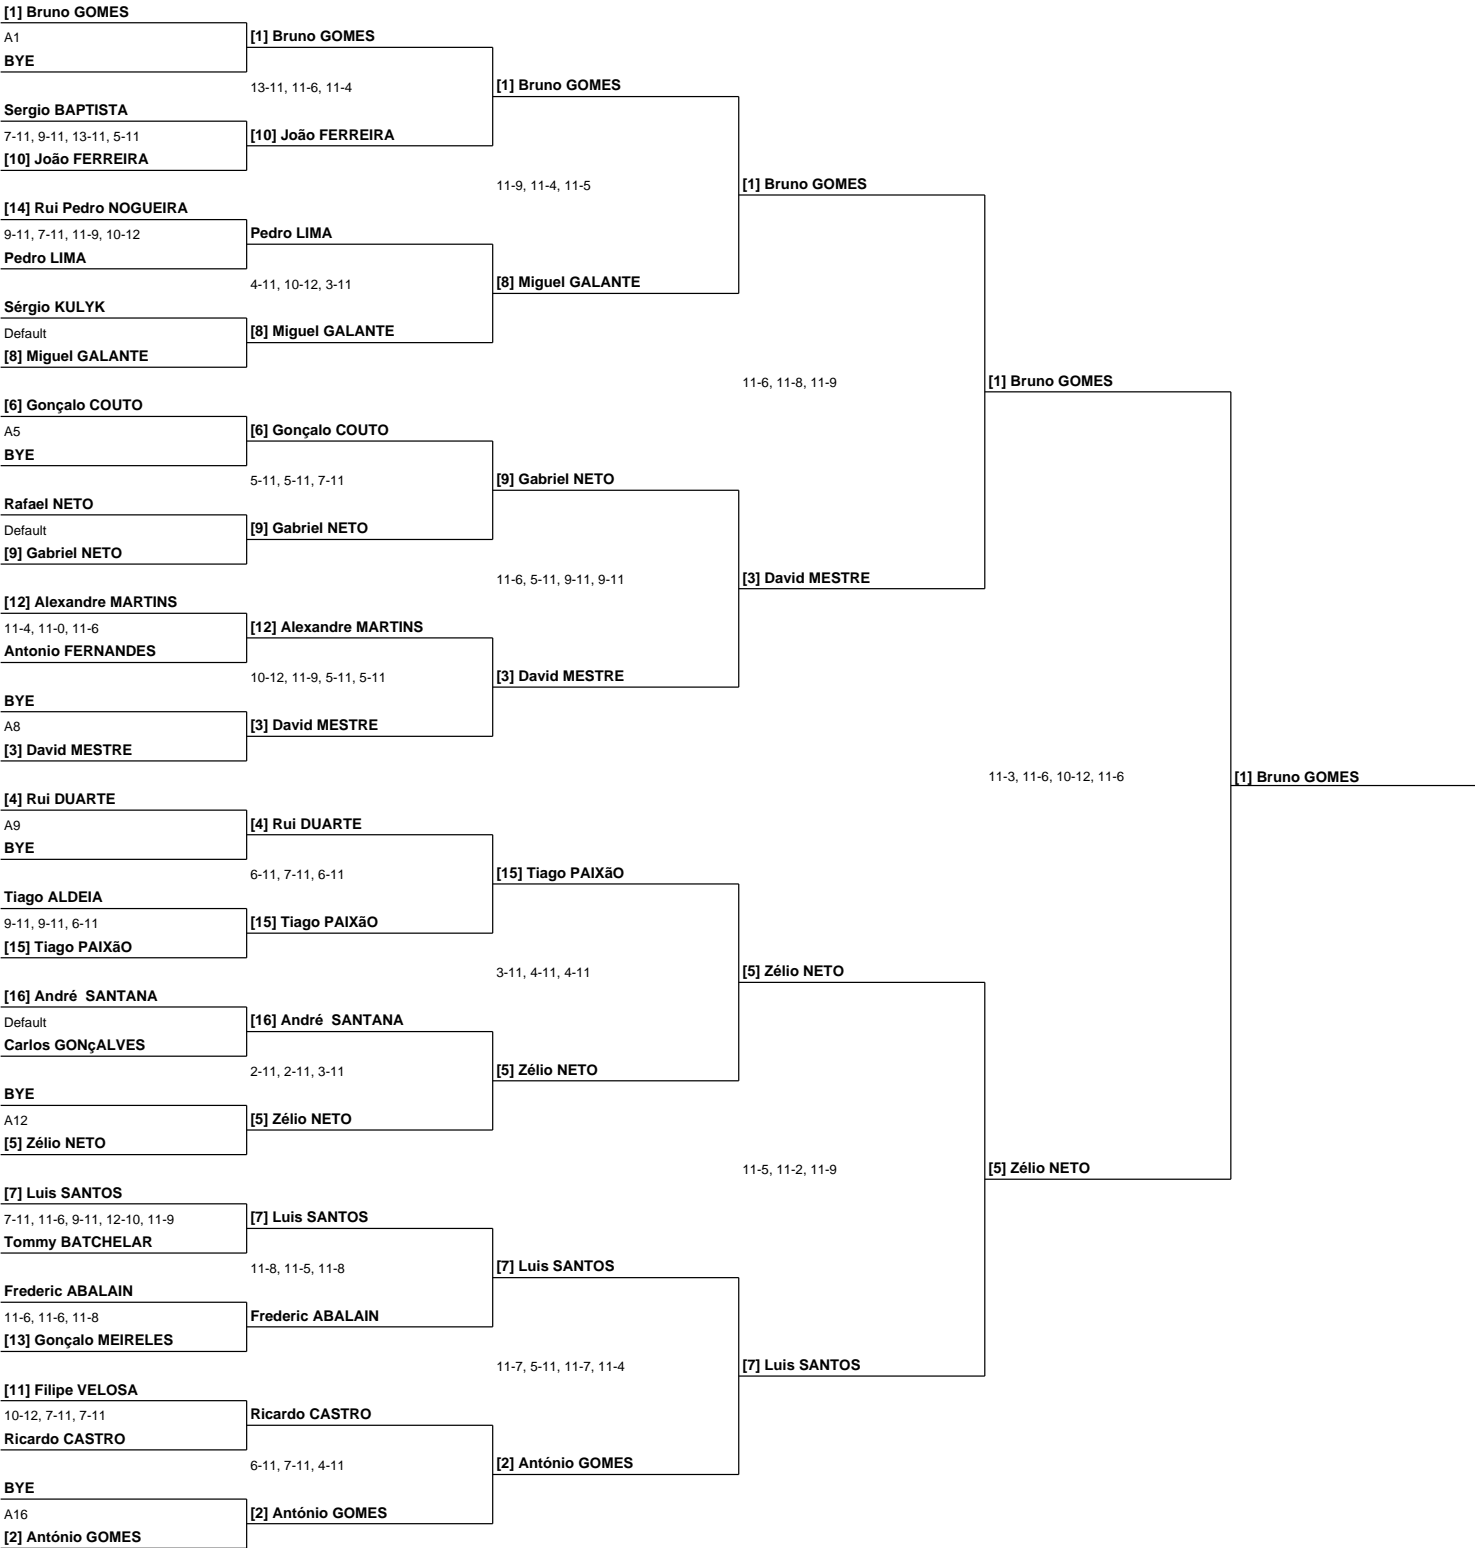 [1] Bruno GOMES
A1
BYE
Sergio BAPTISTA
7-11, 9-11, 13-11, 5-11
[10] João FERREIRA
[14] Rui Pedro NOGUEIRA
9-11, 7-11, 11-9, 10-12
Pedro LIMA
Sérgio KULYK
Default
[8] Miguel GALANTE
[6] Gonçalo COUTO
A5
BYE
Rafael NETO
Default
[9] Gabriel NETO
[12] Alexandre MARTINS
11-4, 11-0, 11-6
Antonio FERNANDES
BYE
A8
[3] David MESTRE
[4] Rui DUARTE
A9
BYE
Tiago ALDEIA
9-11, 9-11, 6-11
[15] Tiago PAIXãO
[16] André  SANTANA
Default
Carlos GONçALVES
BYE
A12
[5] Zélio NETO
[7] Luis SANTOS
7-11, 11-6, 9-11, 12-10, 11-9
Tommy BATCHELAR
Frederic ABALAIN
11-6, 11-6, 11-8
[13] Gonçalo MEIRELES
[11] Filipe VELOSA
10-12, 7-11, 7-11
Ricardo CASTRO
BYE
A16
[2] António GOMES
[1] Bruno GOMES
13-11, 11-6, 11-4
[10] João FERREIRA
Pedro LIMA
4-11, 10-12, 3-11
[8] Miguel GALANTE
[6] Gonçalo COUTO
5-11, 5-11, 7-11
[9] Gabriel NETO
[12] Alexandre MARTINS
10-12, 11-9, 5-11, 5-11
[3] David MESTRE
[4] Rui DUARTE
6-11, 7-11, 6-11
[15] Tiago PAIXãO
[16] André  SANTANA
2-11, 2-11, 3-11
[5] Zélio NETO
[7] Luis SANTOS
11-8, 11-5, 11-8
Frederic ABALAIN
Ricardo CASTRO
6-11, 7-11, 4-11
[2] António GOMES
[1] Bruno GOMES
11-9, 11-4, 11-5
[8] Miguel GALANTE
[9] Gabriel NETO
11-6, 5-11, 9-11, 9-11
[3] David MESTRE
[15] Tiago PAIXãO
3-11, 4-11, 4-11
[5] Zélio NETO
[7] Luis SANTOS
11-7, 5-11, 11-7, 11-4
[2] António GOMES
[1] Bruno GOMES
11-6, 11-8, 11-9
[3] David MESTRE
[5] Zélio NETO
11-5, 11-2, 11-9
[7] Luis SANTOS
[1] Bruno GOMES
11-3, 11-6, 10-12, 11-6
[5] Zélio NETO
[1] Bruno GOMES